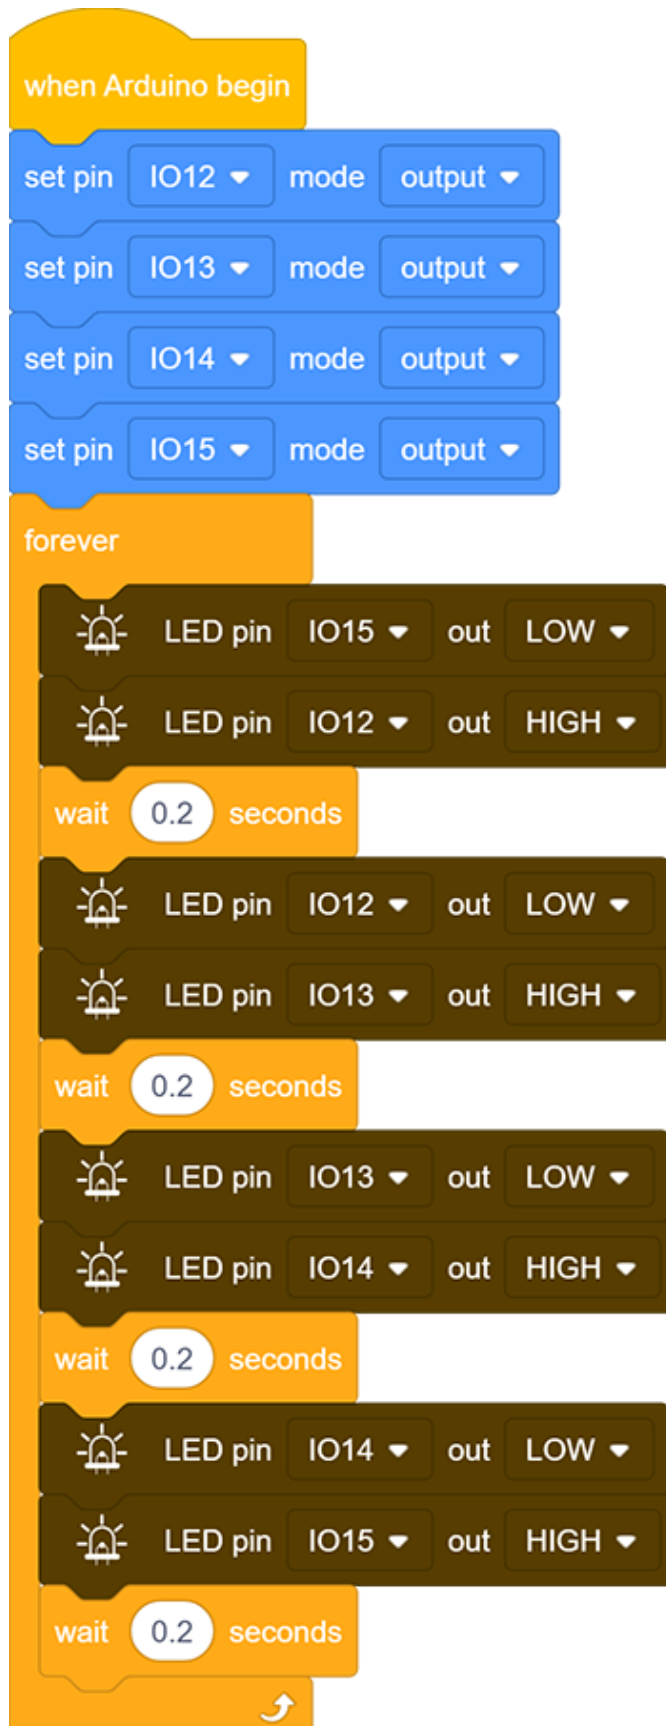 when Arduino begin
set pin IO12 mode output
set pin IO13 mode output
set pin IO14 mode output
set pin IO15 mode output
forever
LED pin IO15 out LOW
LED pin IO12 out HIGH
wait 0.2 seconds
LED pin IO12 out LOW
LED pin IO13 out HIGH
wait 0.2 seconds
LED pin IO13 out LOW
LED pin IO14 out HIGH
wait 0.2 seconds
LED pin IO14 out LOW
LED pin IO15 out HIGH
wait 0.2 seconds